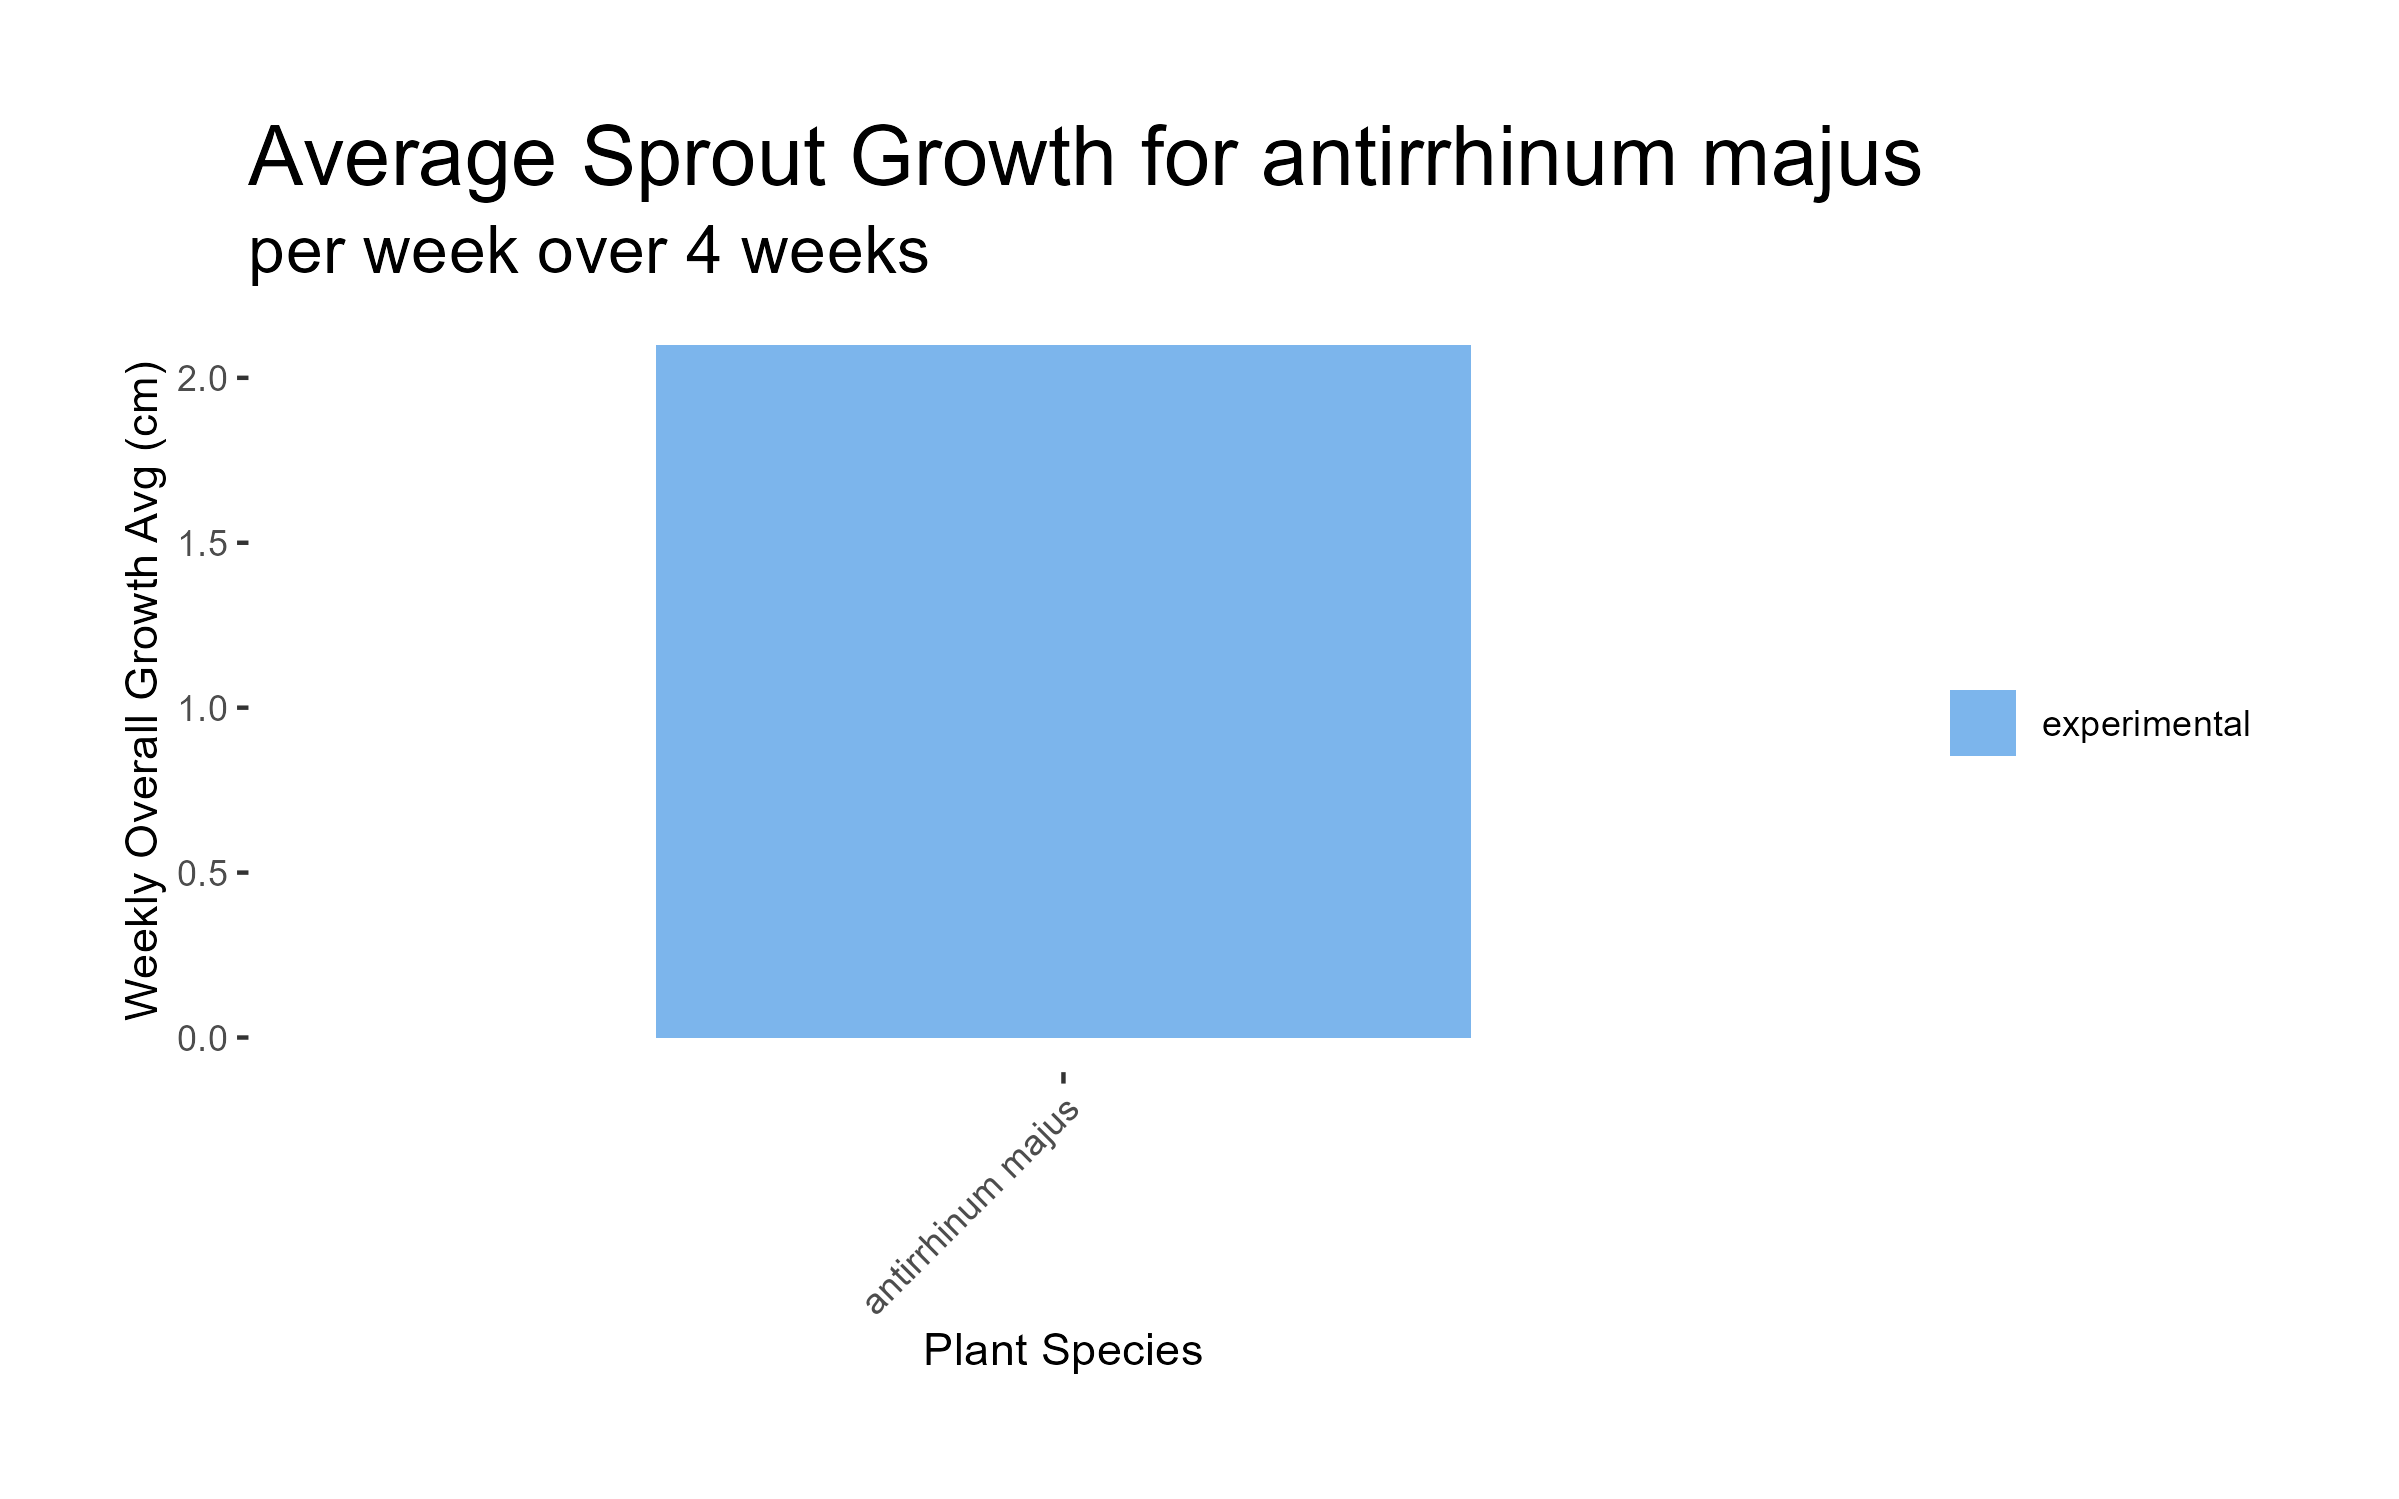 Average Sprout Growth for antirrhinum majus
per week over 4 weeks
Weekly Overall Growth Avg (cm)
2.0
1.5
1.0
0.5
0.0
experimental
antirrhinum majus
Plant Species